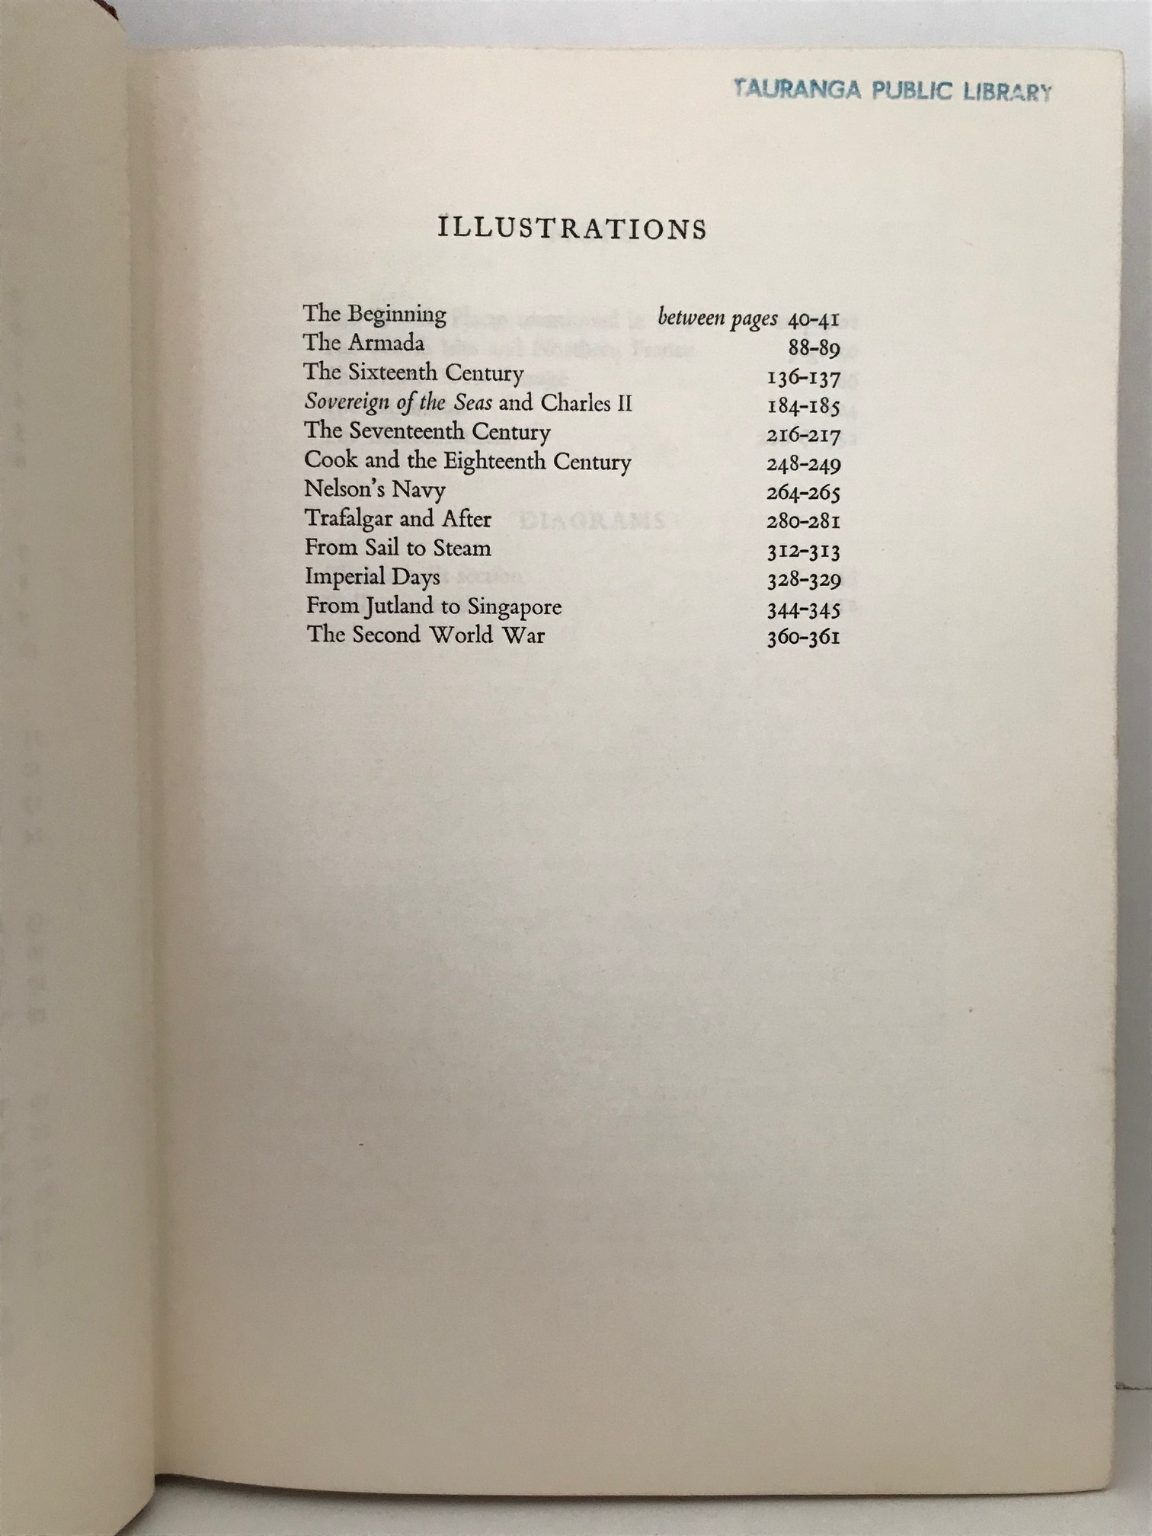 TAURANGA PUBLIC LIBRARY
ILLUSTRATIONS
The Beginning between pages 40–41
The Armada 88–89
The Sixteenth Century 136–137
Sovereign of the Seas and Charles II 184–185
The Seventeenth Century 216–217
Cook and the Eighteenth Century 248–249
Nelson's Navy 264–265
Trafalgar and After 280–281
From Sail to Steam 312–313
Imperial Days 328–329
From Jutland to Singapore 344–345
The Second World War 360–361
DIAGRAMS